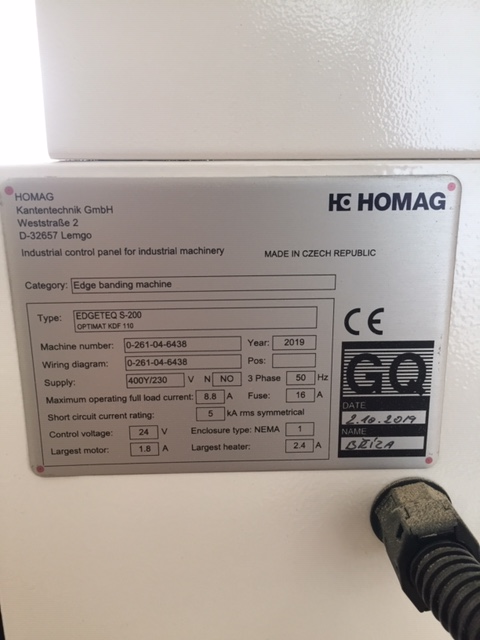 HOMAG
Kantentechnik GmbH
Weststraße 2
D-32657 Lemgo
HOMAG
Industrial control panel for industrial machinery MADE IN CZECH REPUBLIC
Category: Edge banding machine
Type: EDGETEQ S-200
OPTIMAT KDF 110
CE
Machine number: 0-261-04-6438 Year: 2019
Wiring diagram: 0-261-04-6438 Pos:
Supply: 400Y/230 V N NO 3 Phase 50 Hz
Maximum operating full load current: 8.8 A Fuse: 16 A
Short circuit current rating: 5 kA rms symmetrical
Control voltage: 24 V Enclosure type: NEMA 1
Largest motor: 1.8 A Largest heater: 2.4 A
GQ
DATE
2.10.2019
NAME
BŘÍZA